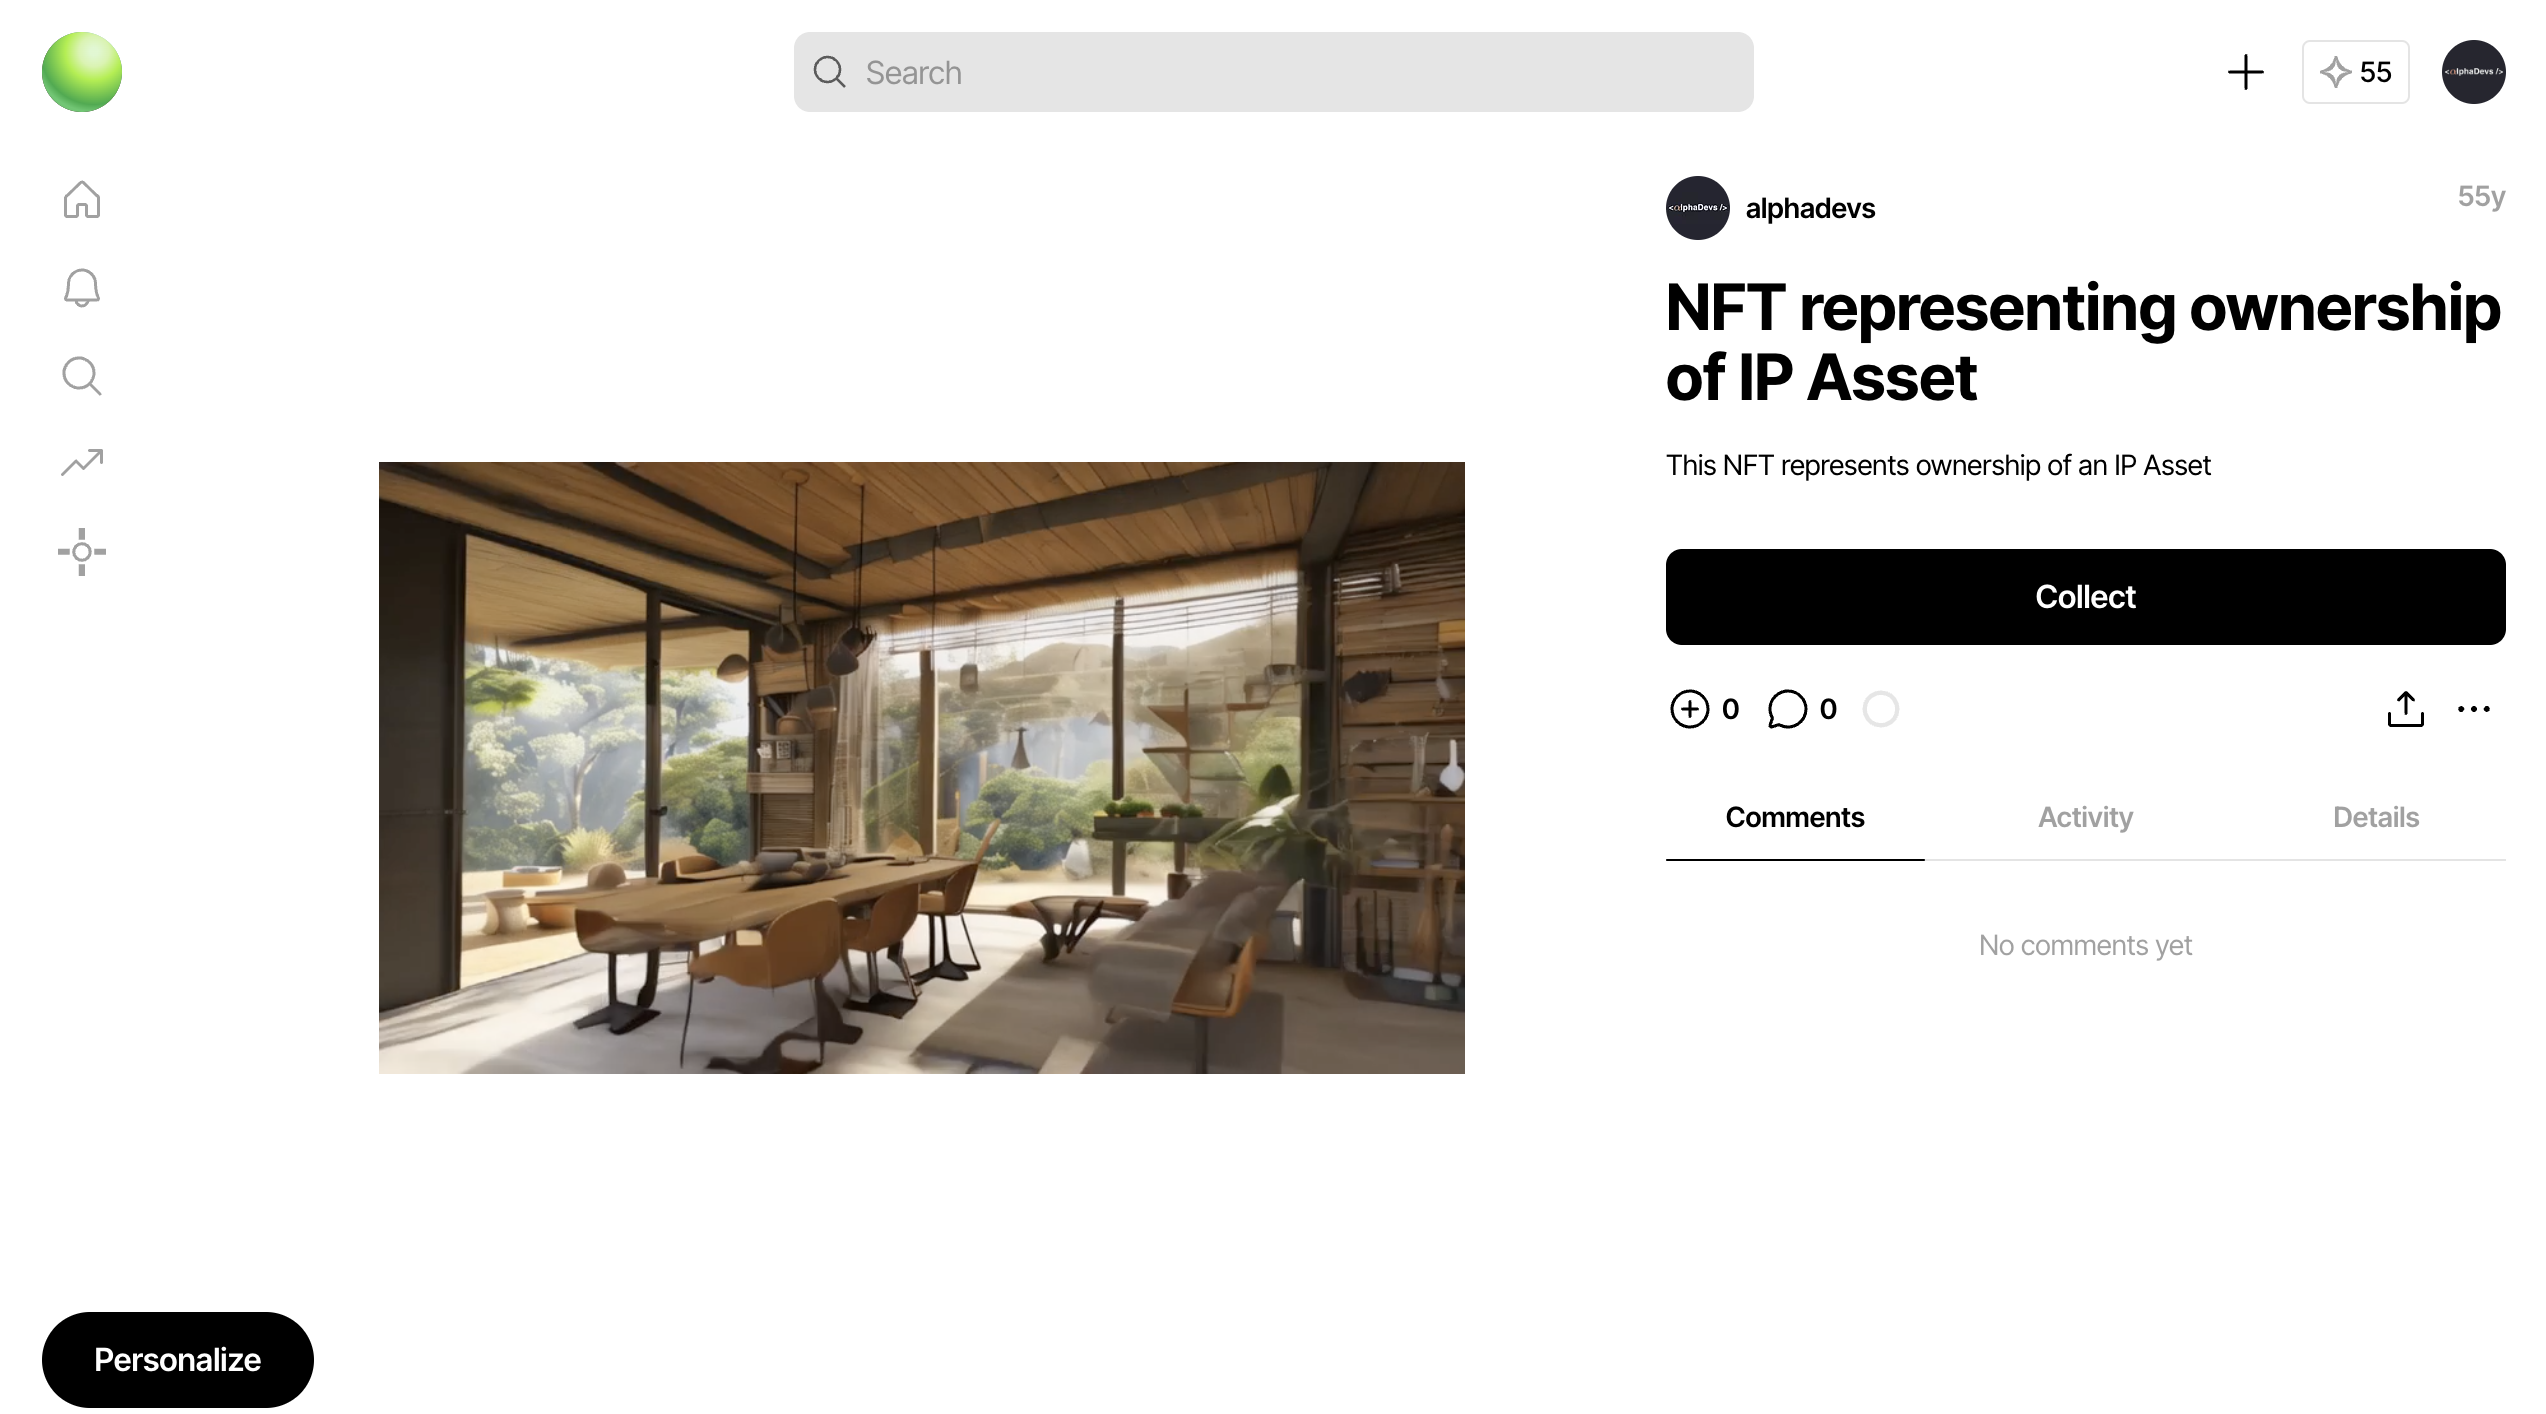 Search
55
<alphaDevs />
<alphaDevs />
alphadevs
55y
NFT representing ownership
of IP Asset
This NFT represents ownership of an IP Asset
Collect
0
0
Comments
Activity
Details
No comments yet
Personalize